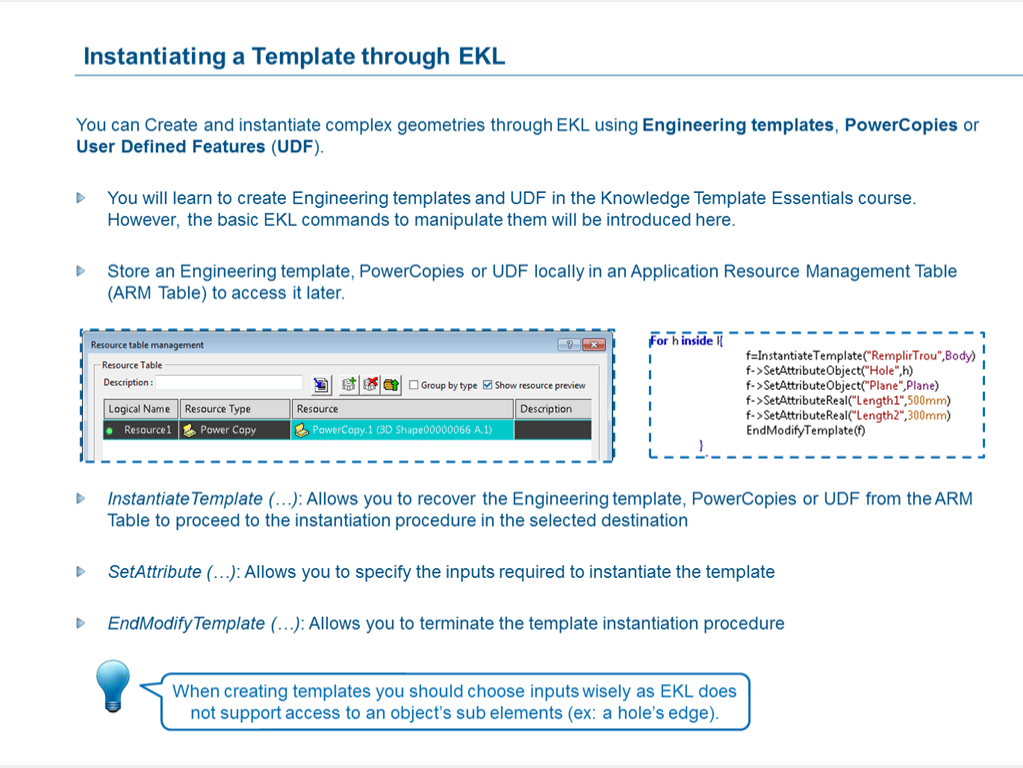 Instantiating a Template through EKL
You can Create and instantiate complex geometries through EKL using Engineering templates, PowerCopies or
User Defined Features (UDF).
You will learn to create Engineering templates and UDF in the Knowledge Template Essentials course.
However, the basic EKL commands to manipulate them will be introduced here.
Store an Engineering template, PowerCopies or UDF locally in an Application Resource Management Table
(ARM Table) to access it later.
Resource table management
Resource Table
Description :
Group by type Show resource preview
Logical Name Resource Type Resource Description
Resource1 Power Copy PowerCopy.1 (3D Shape00000066 A.1)
For h inside l{
f=InstantiateTemplate("RemplirTrou",Body)
f->SetAttributeObject("Hole",h)
f->SetAttributeObject("Plane",Plane)
f->SetAttributeReal("Length1",500mm)
f->SetAttributeReal("Length2",300mm)
EndModifyTemplate(f)
}
InstantiateTemplate (…): Allows you to recover the Engineering template, PowerCopies or UDF from the ARM
Table to proceed to the instantiation procedure in the selected destination
SetAttribute (…): Allows you to specify the inputs required to instantiate the template
EndModifyTemplate (…): Allows you to terminate the template instantiation procedure
When creating templates you should choose inputs wisely as EKL does
not support access to an object's sub elements (ex: a hole's edge).